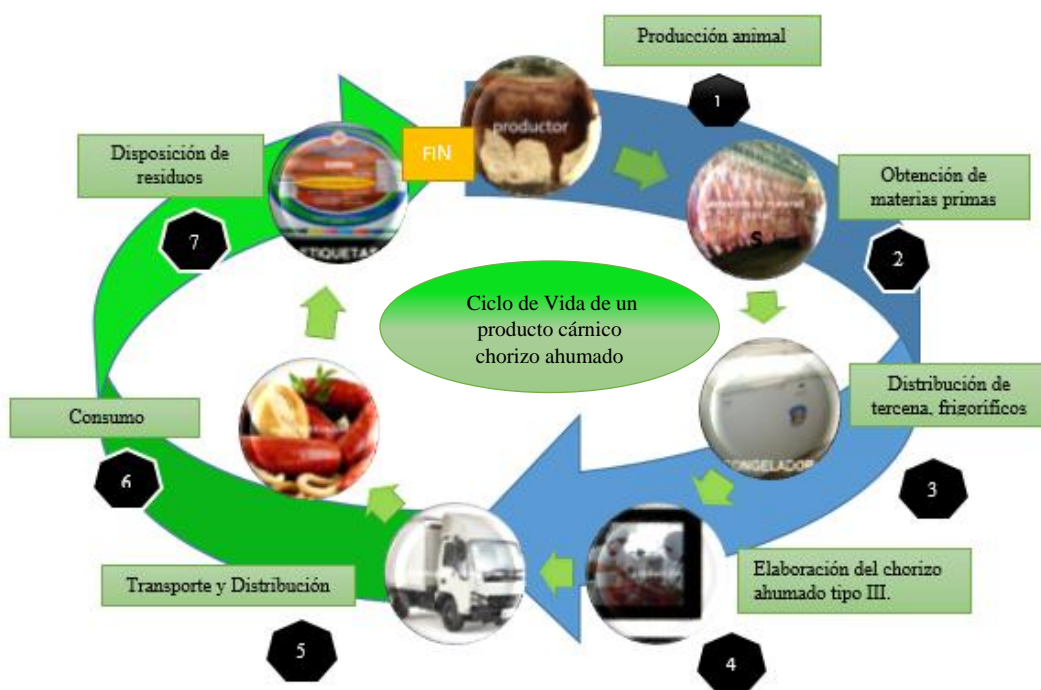 Producción animal
1
productor
FIN
Disposición de
residuos
Obtención de
materias primas
2
S
7
ETIQUETAS
Ciclo de Vida de un
producto cárnico
chorizo ahumado
Distribución de
tercena, frigoríficos
Consumo
CONGELADOR
6
3
Transporte y Distribución
Elaboración del chorizo
ahumado tipo III.
5
4